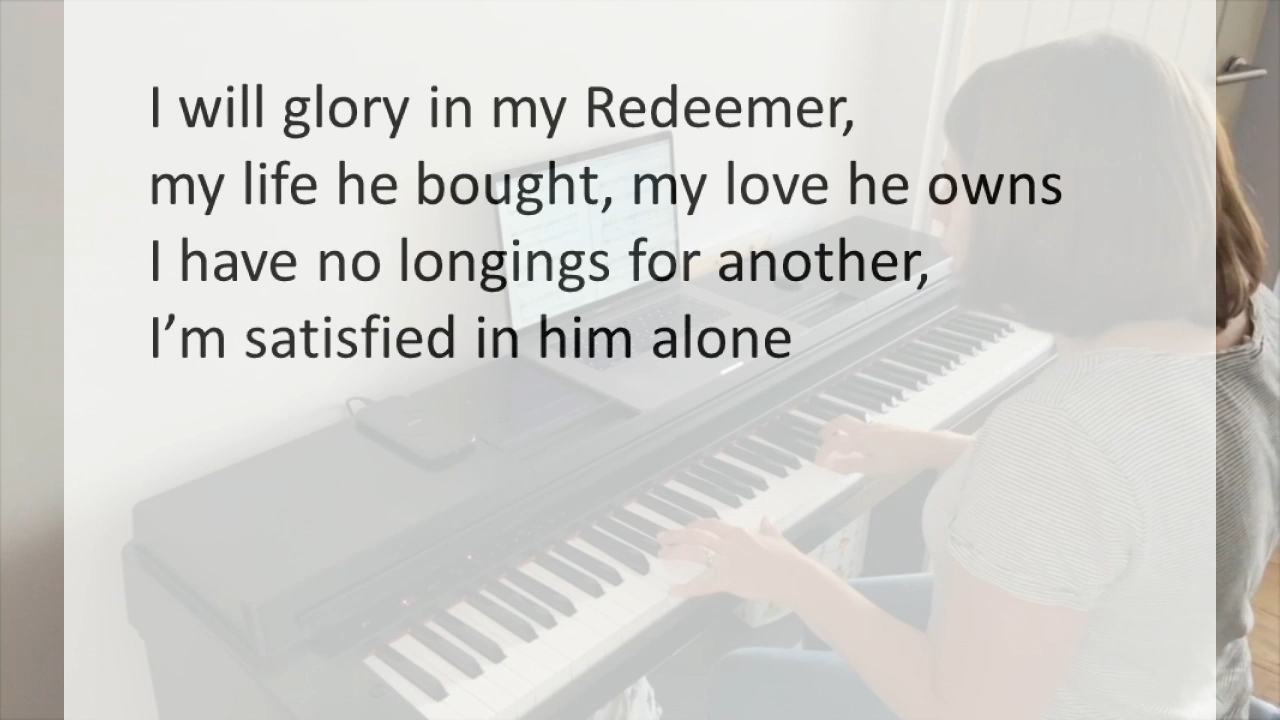 I will glory in my Redeemer,
my life he bought, my love he owns
I have no longings for another,
I’m satisfied in him alone